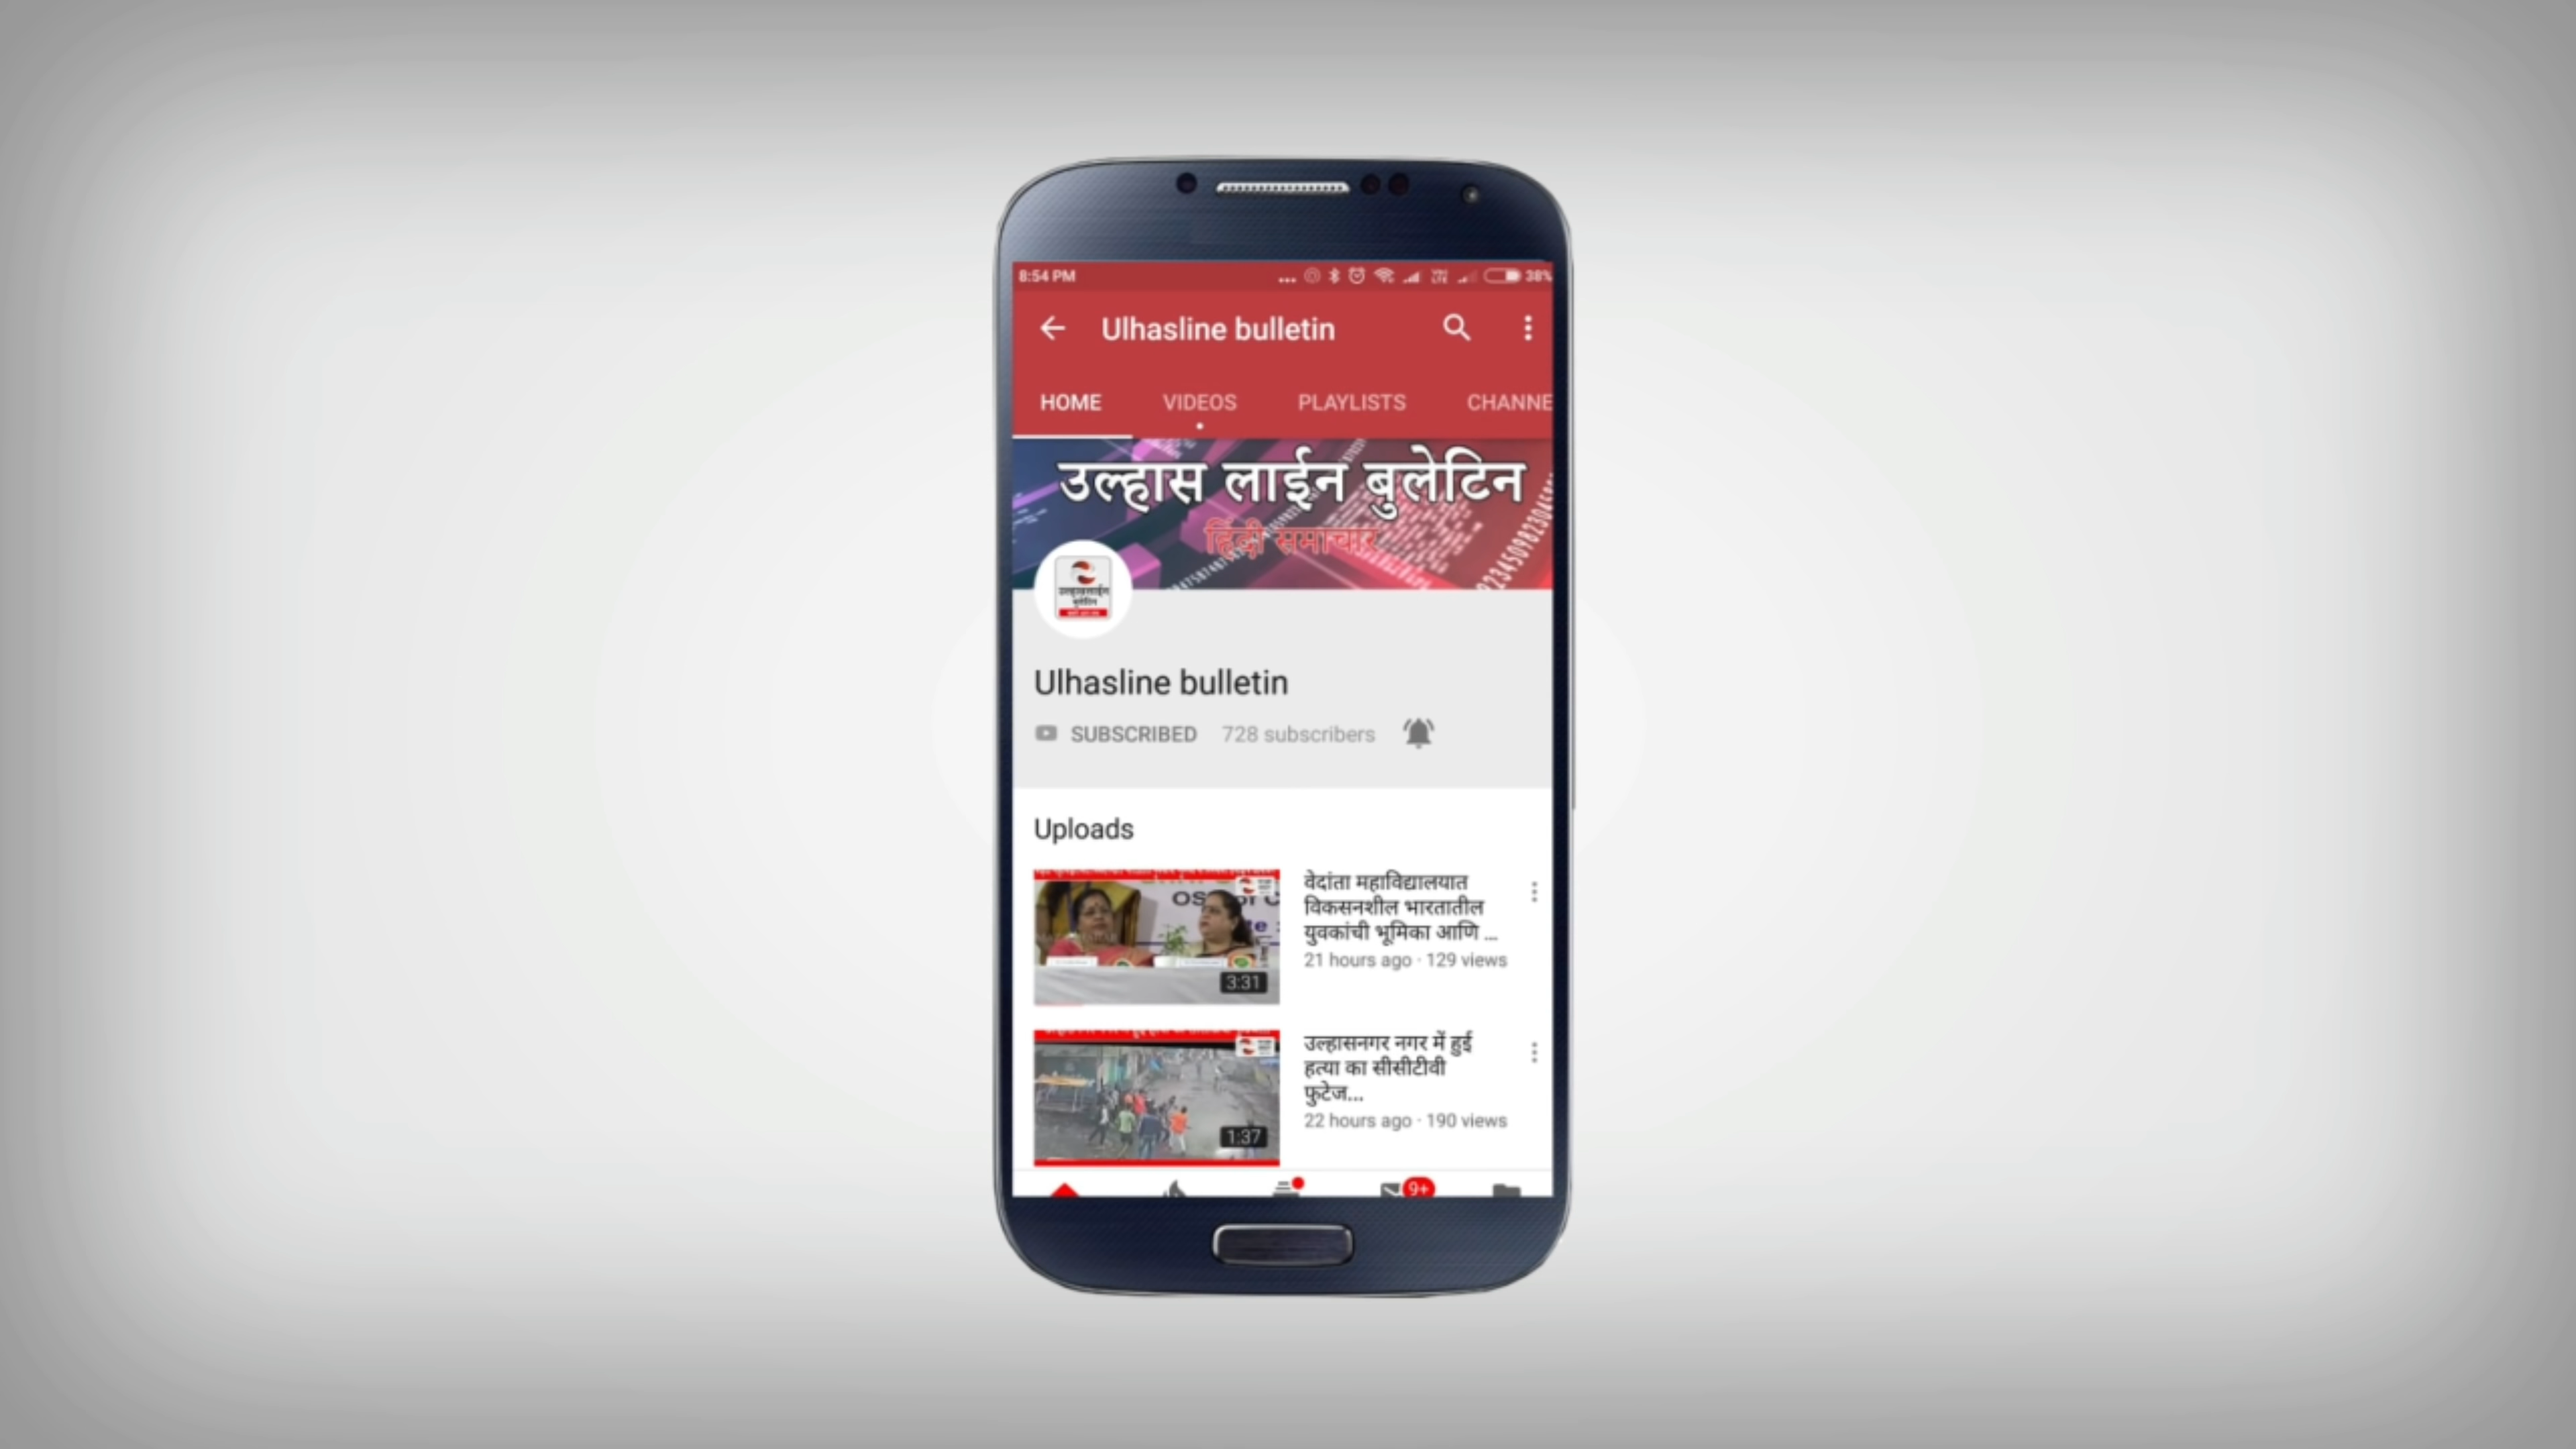 8:54 PM
38%
Ulhasline bulletin
HOME VIDEOS PLAYLISTS CHANNE
उल्हास लाईन बुलेटिन
हिंदी समाचार
Ulhasline bulletin
SUBSCRIBED 728 subscribers
Uploads
वेदांता महाविद्यालयात
विकसनशील भारतातील
युवकांची भूमिका आणि ...
21 hours ago · 129 views
3:31
उल्हासनगर नगर में हुई
हत्या का सीसीटीवी
फुटेज...
22 hours ago · 190 views
1:37
9+